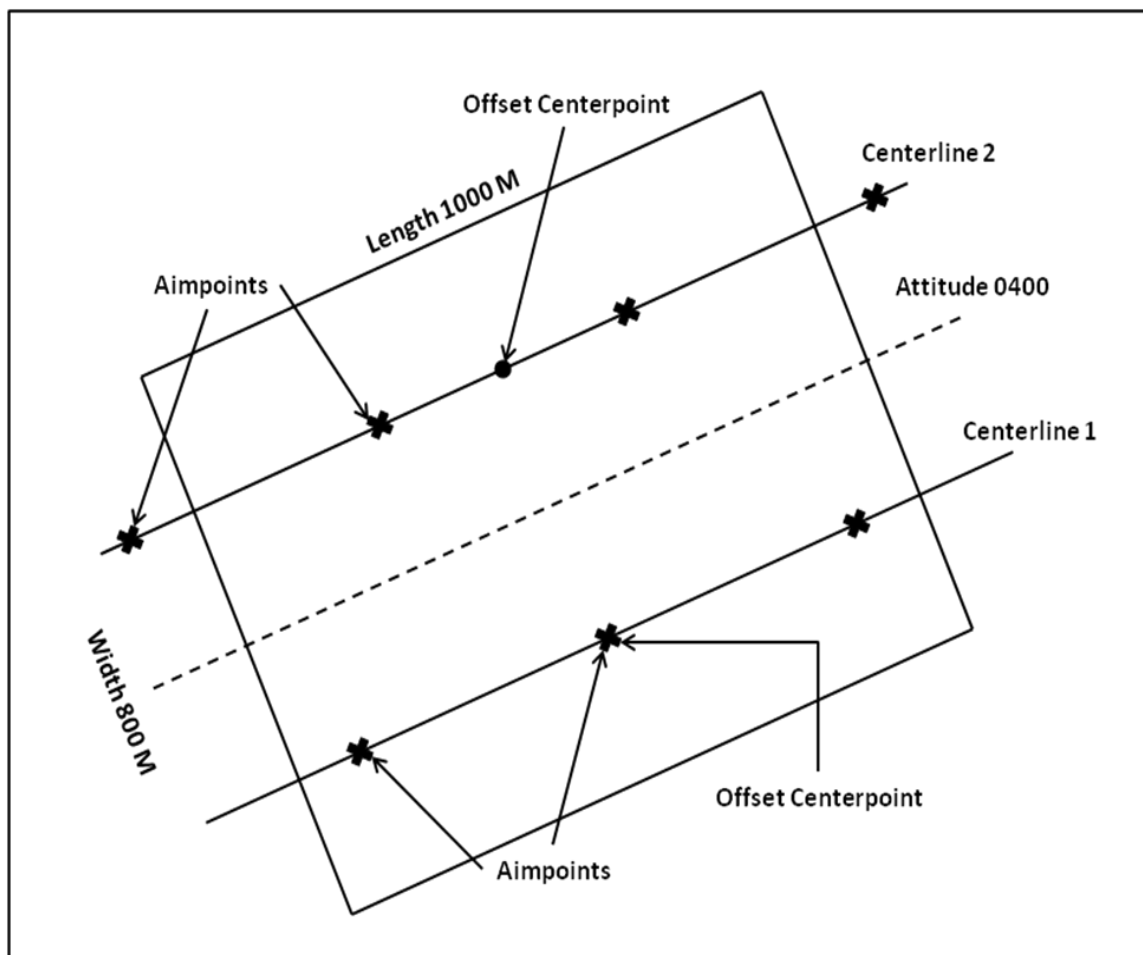 Offset Centerpoint
Centerline 2
Length 1000 M
Aimpoints
Attitude 0400
Centerline 1
Width 800 M
Offset Centerpoint
Aimpoints